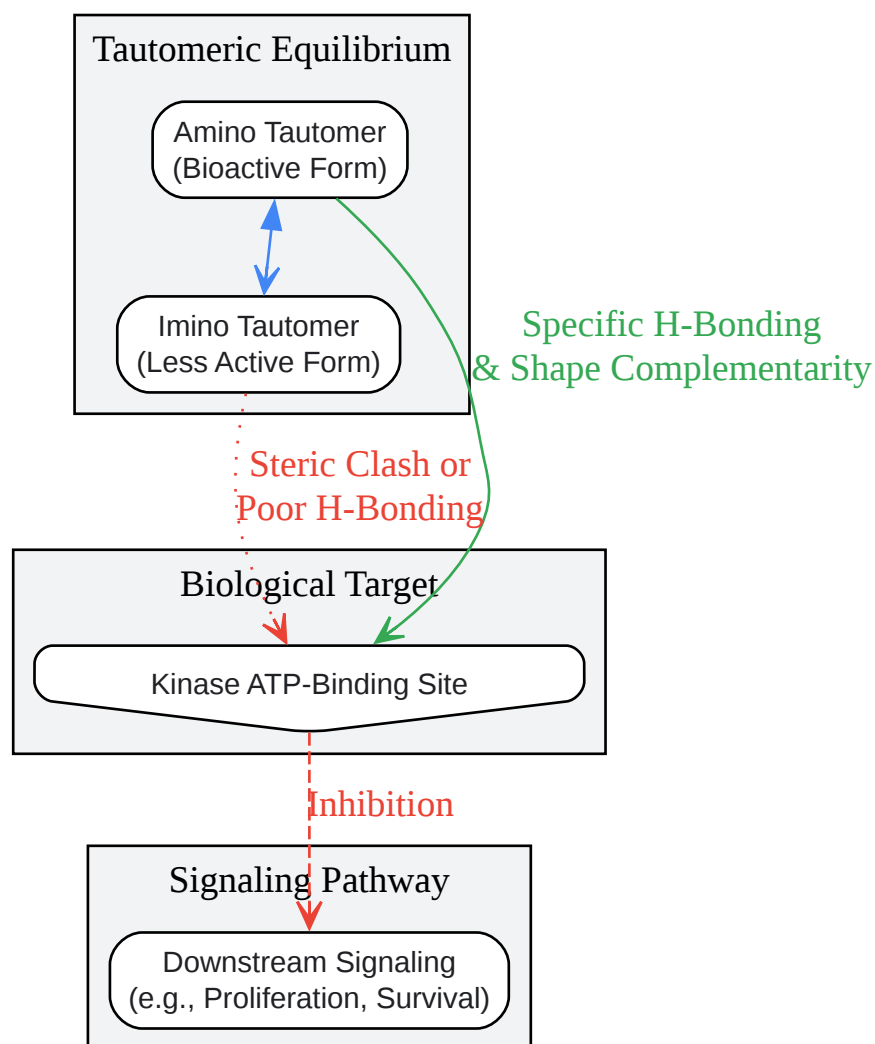 Tautomeric Equilibrium
Amino Tautomer
(Bioactive Form)
Imino Tautomer
(Less Active Form)
Specific H-Bonding
& Shape Complementarity
Steric Clash or
Poor H-Bonding
Biological Target
Kinase ATP-Binding Site
Inhibition
Signaling Pathway
Downstream Signaling
(e.g., Proliferation, Survival)